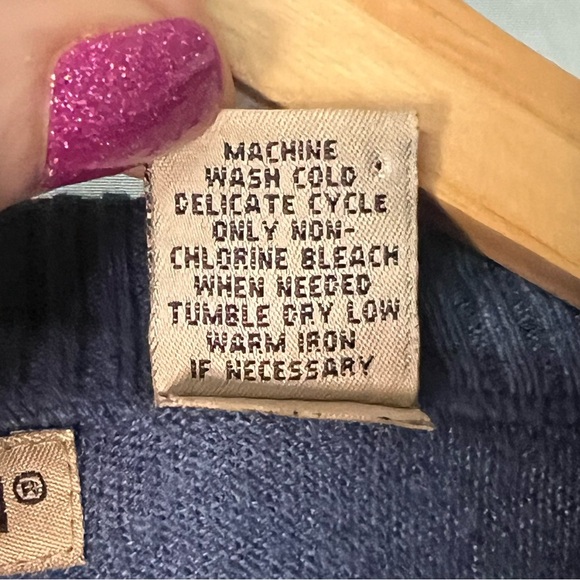 MACHINE
WASH COLD
DELICATE CYCLE
ONLY NON-
CHLORINE BLEACH
WHEN NEEDED
TUMBLE DRY LOW
WARM IRON
IF NECESSARY
®